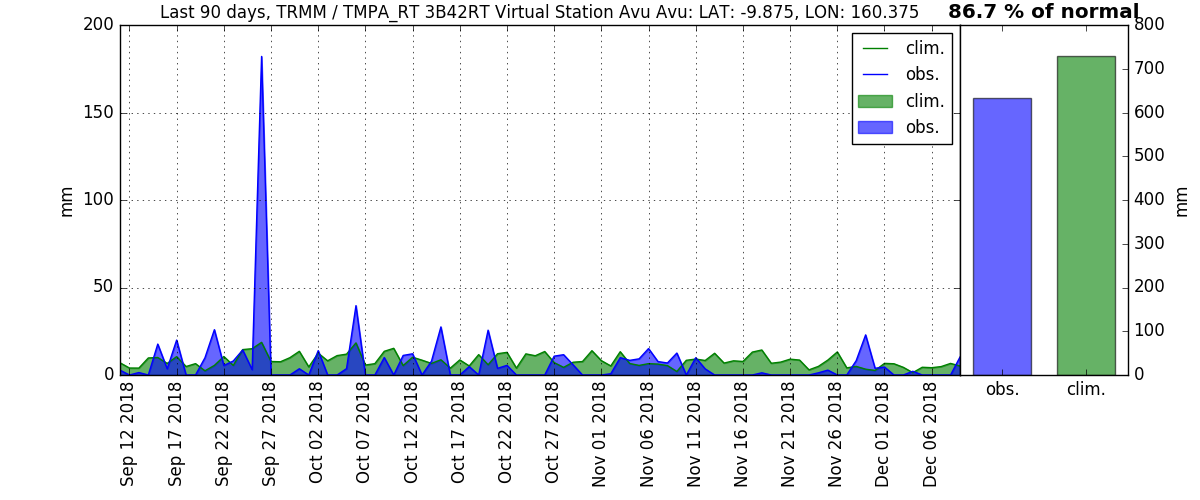 Last 90 days, TRMM / TMPA_RT 3B42RT Virtual Station Avu Avu: LAT: -9.875, LON: 160.375
86.7 % of normal
200
150
100
50
0
mm
clim.
obs.
clim.
obs.
800
700
600
500
400
300
200
100
0
mm
Sep 12 2018
Sep 17 2018
Sep 22 2018
Sep 27 2018
Oct 02 2018
Oct 07 2018
Oct 12 2018
Oct 17 2018
Oct 22 2018
Oct 27 2018
Nov 01 2018
Nov 06 2018
Nov 11 2018
Nov 16 2018
Nov 21 2018
Nov 26 2018
Dec 01 2018
Dec 06 2018
obs.
clim.